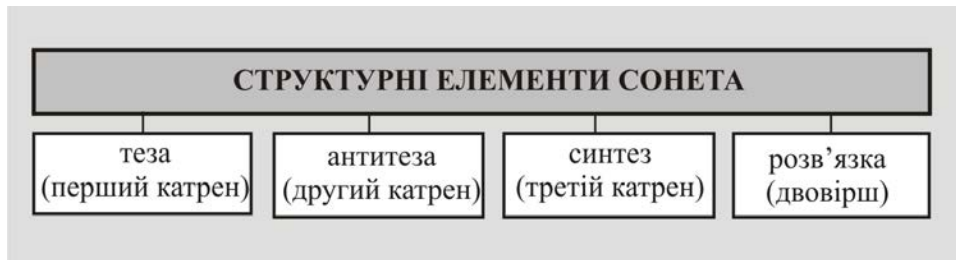 СТРУКТУРНІ ЕЛЕМЕНТИ СОНЕТА
теза
(перший катрен)
антитеза
(другий катрен)
синтез
(третій катрен)
розв’язка
(двовірш)